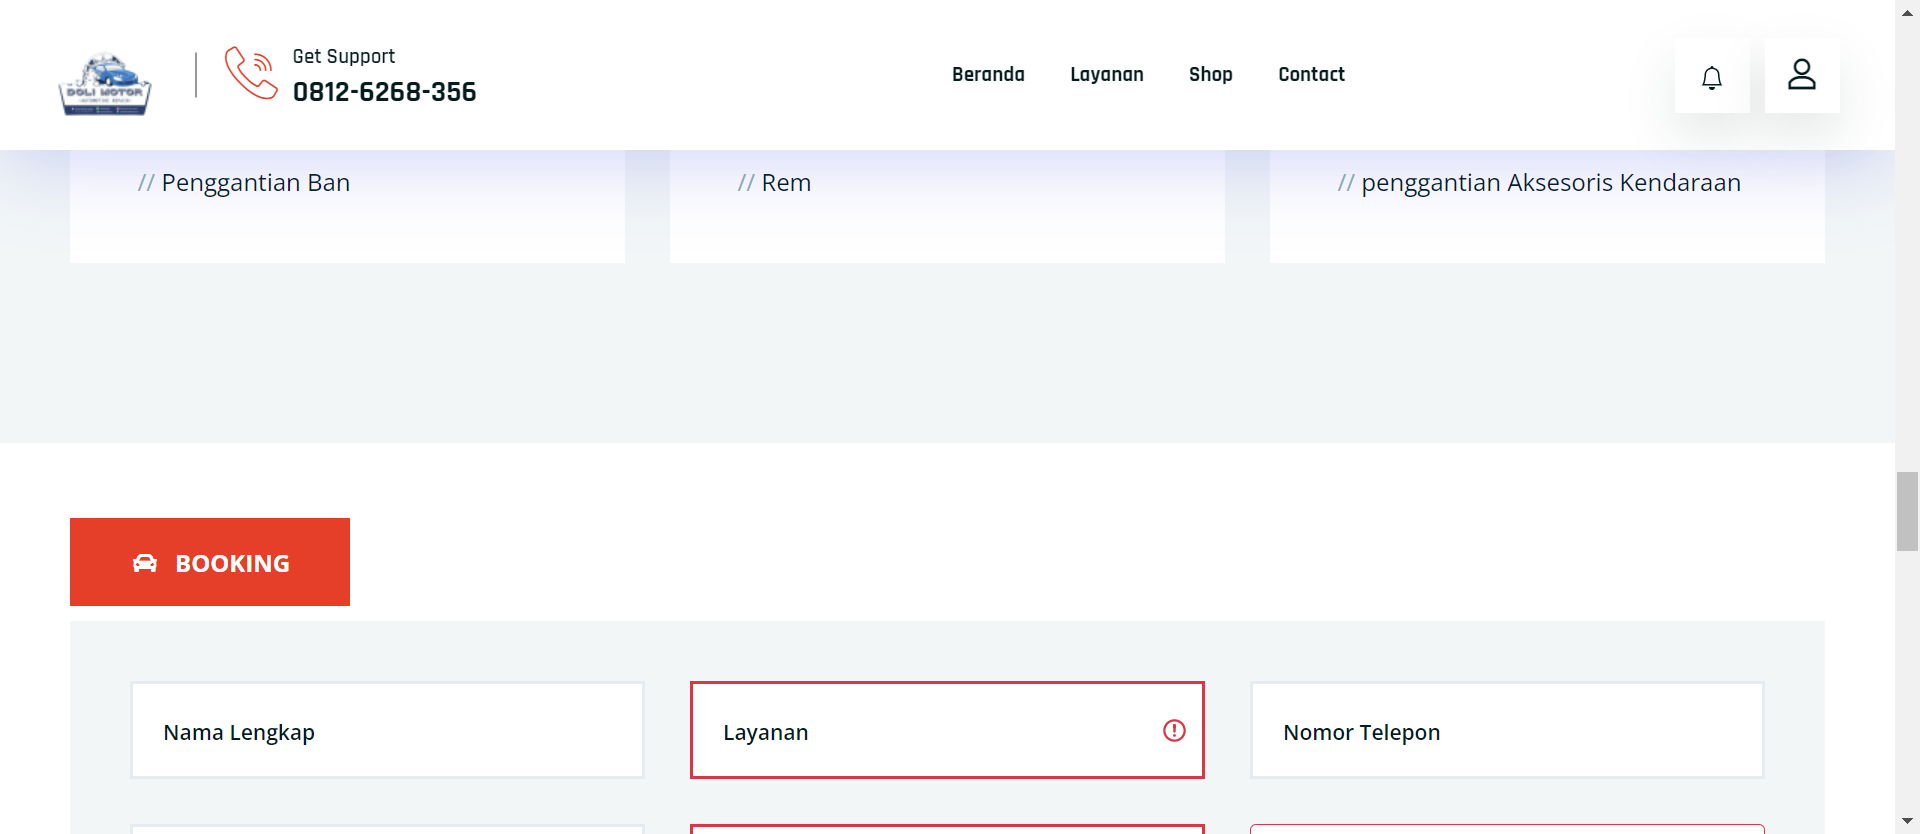 DOLI MOTOR
Get Support
0812-6268-356
Beranda
Layanan
Shop
Contact
// Penggantian Ban
// Rem
// penggantian Aksesoris Kendaraan
BOOKING
Nama Lengkap
Layanan
Nomor Telepon